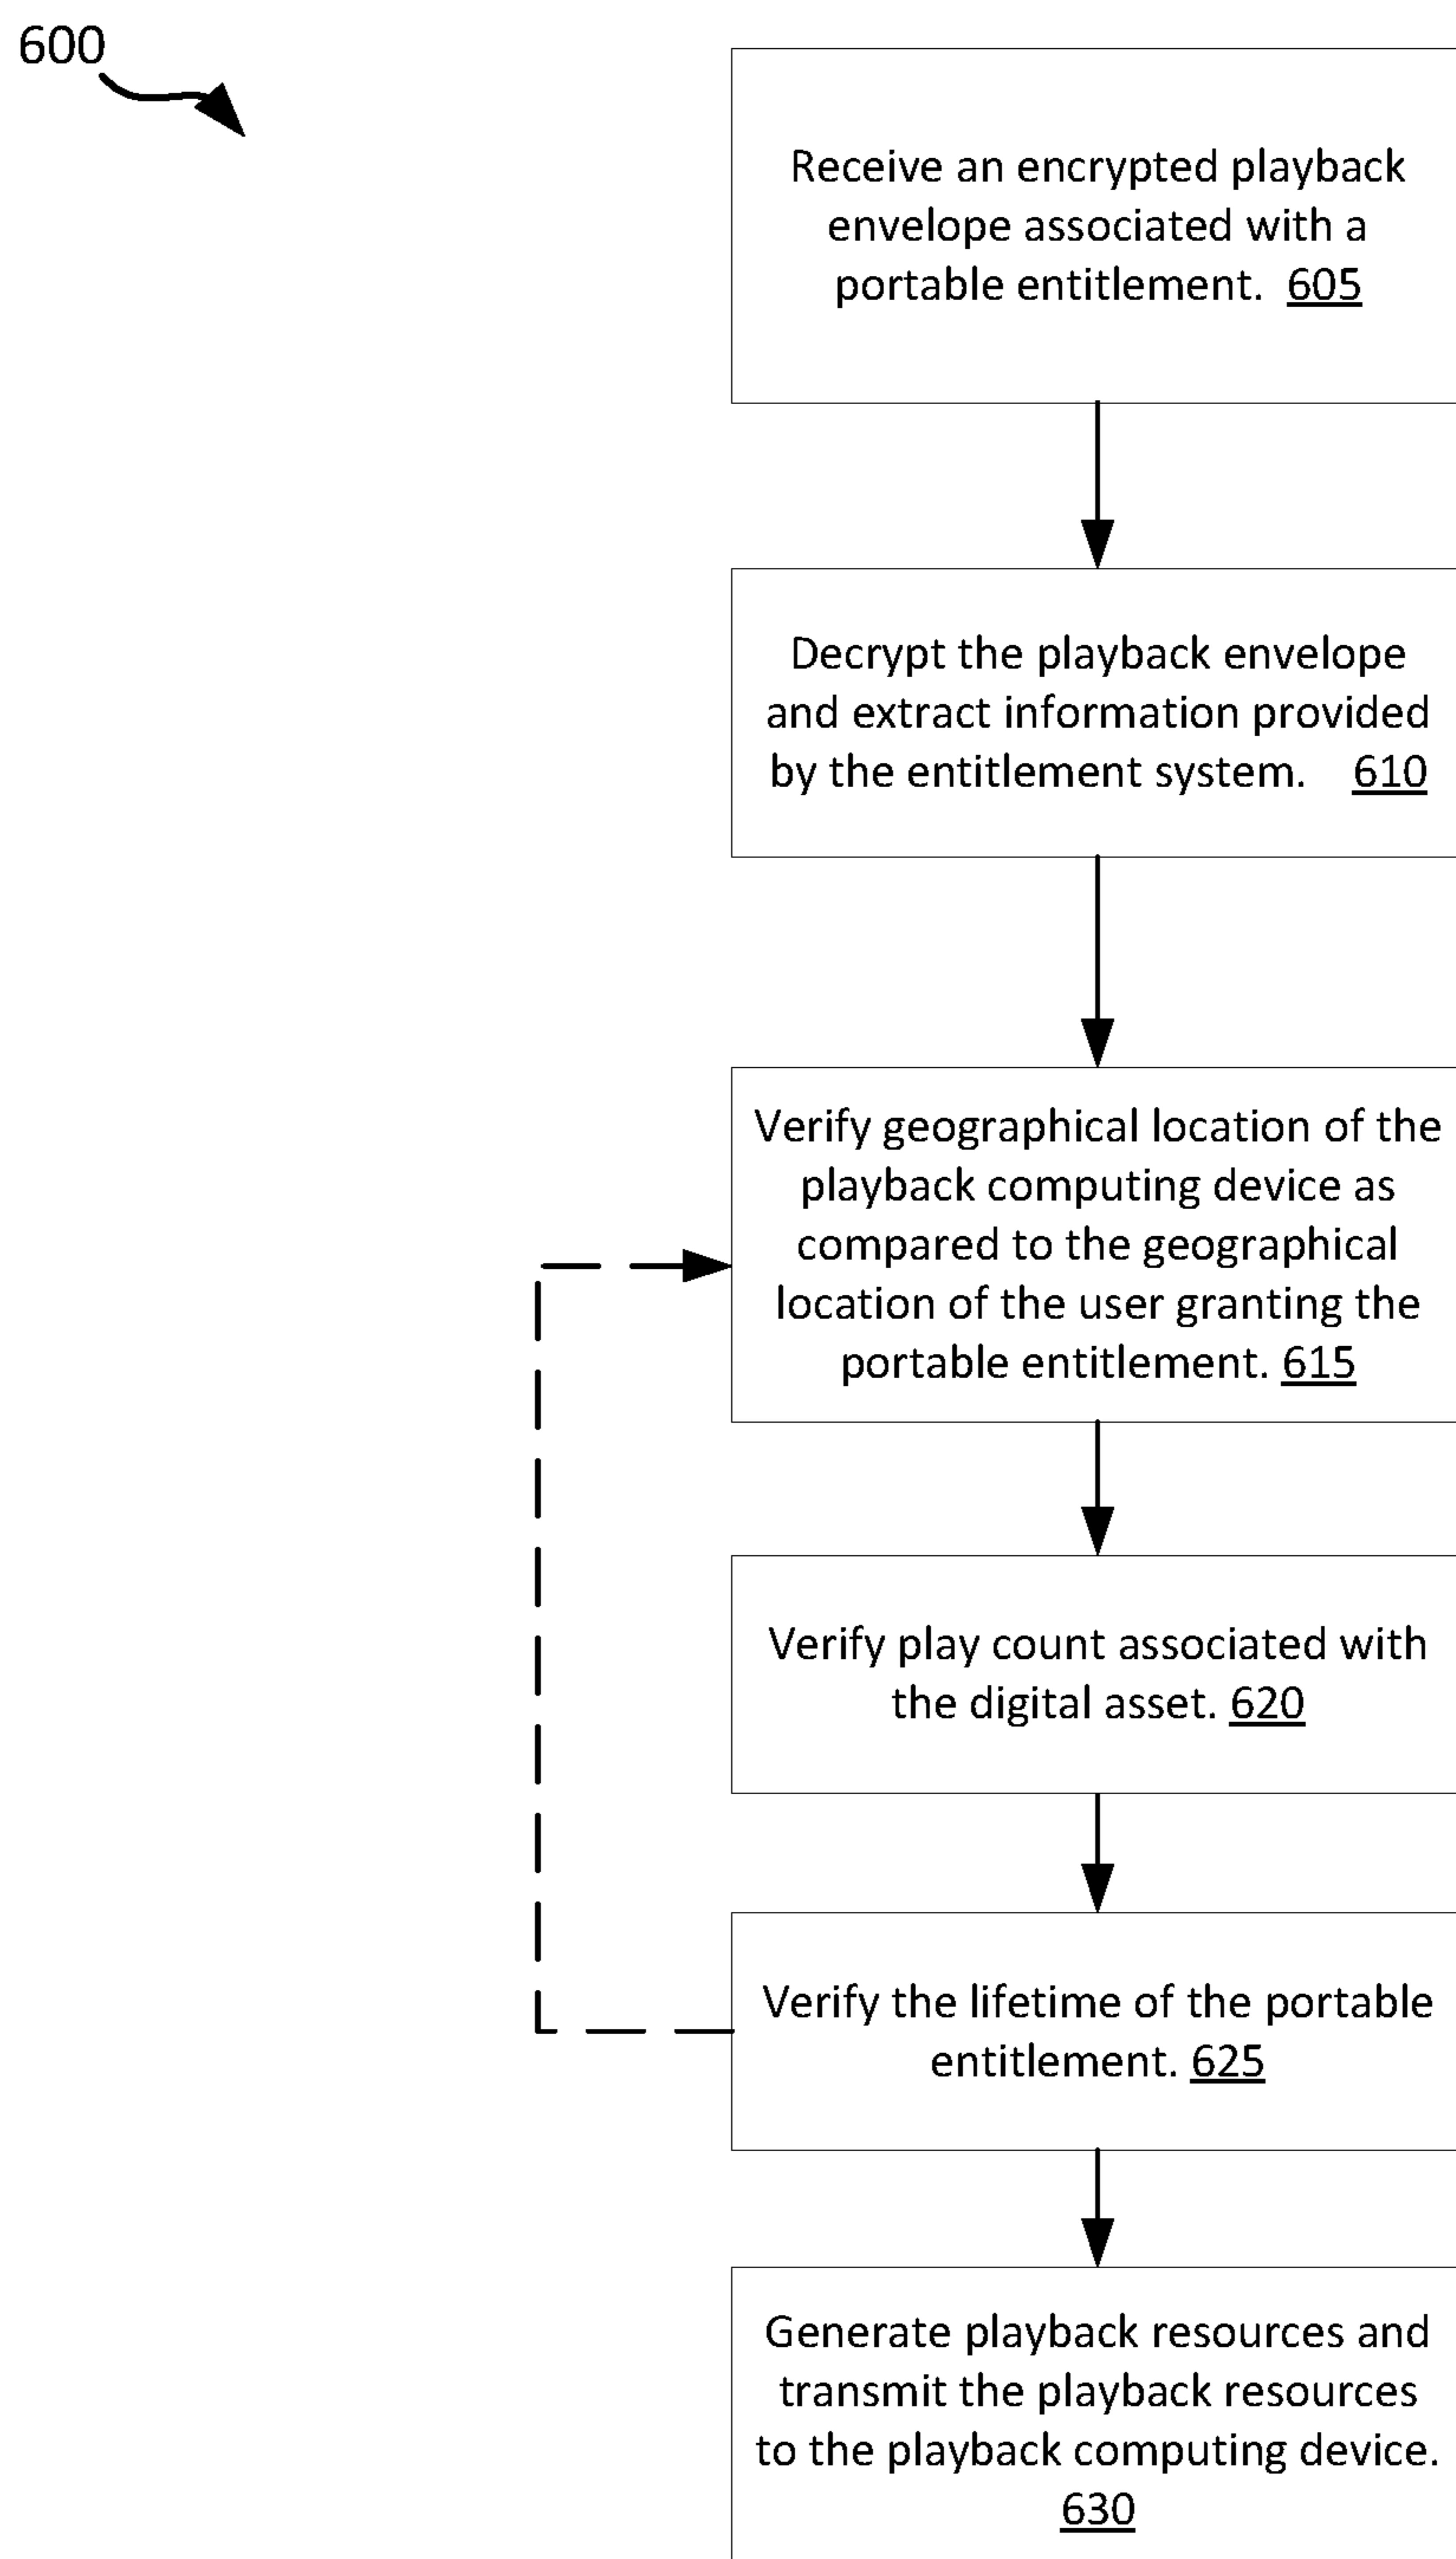 600
Receive an encrypted playback
envelope associated with a
portable entitlement. 605
Decrypt the playback envelope
and extract information provided
by the entitlement system. 610
Verify geographical location of the
playback computing device as
compared to the geographical
location of the user granting the
portable entitlement. 615
Verify play count associated with
the digital asset. 620
Verify the lifetime of the portable
entitlement. 625
Generate playback resources and
transmit the playback resources
to the playback computing device.
630